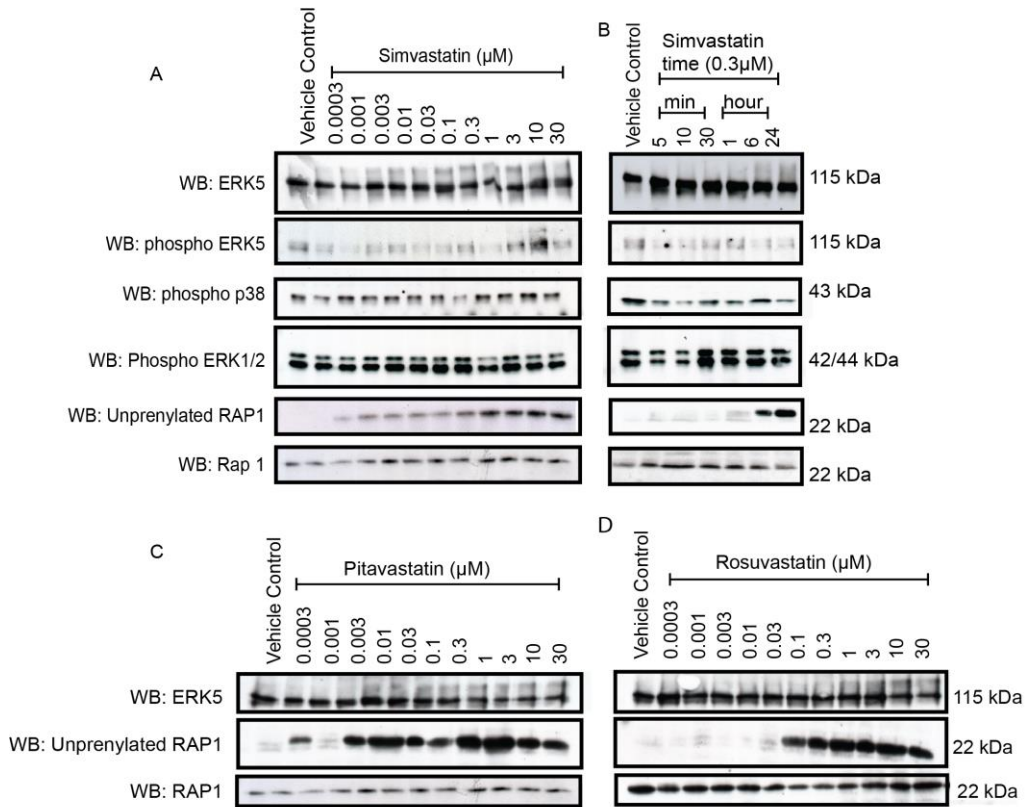 A
Vehicle Control
Simvastatin (µM)
0.0003
0.001
0.003
0.01
0.03
0.1
0.3
1
3
10
30
B
Vehicle Control
Simvastatin
time (0.3µM)
min
hour
5
10
30
1
6
24
WB: ERK5
115 kDa
WB: phospho ERK5
115 kDa
WB: phospho p38
43 kDa
WB: Phospho ERK1/2
42/44 kDa
WB: Unprenylated RAP1
22 kDa
WB: Rap 1
22 kDa
C
Vehicle Control
Pitavastatin (µM)
0.0003
0.001
0.003
0.01
0.03
0.1
0.3
1
3
10
30
D
Vehicle Control
Rosuvastatin (µM)
0.0003
0.001
0.003
0.01
0.03
0.1
0.3
1
3
10
30
WB: ERK5
115 kDa
WB: Unprenylated RAP1
22 kDa
WB: RAP1
22 kDa